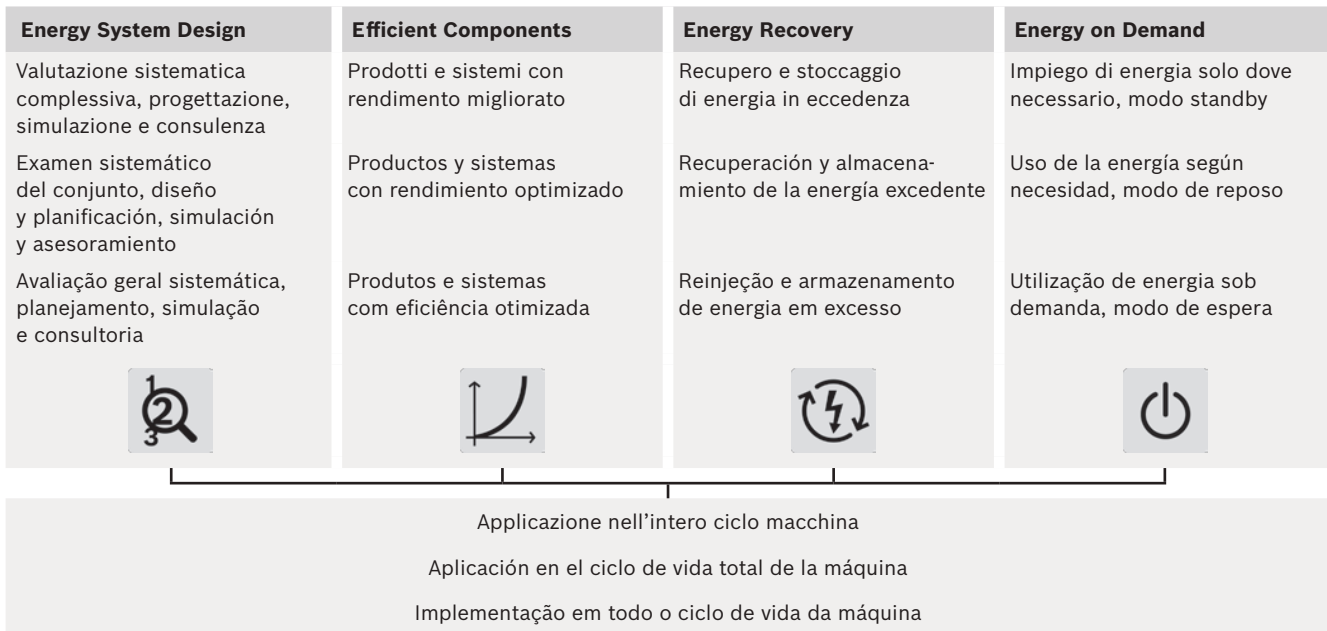 Energy System Design
Valutazione sistematica
complessiva, progettazione,
simulazione e consulenza
Examen sistemático
del conjunto, diseño
y planificación, simulación
y asesoramiento
Avaliação geral sistemática,
planejamento, simulação
e consultoria
1
2
3
Efficient Components
Prodotti e sistemi con
rendimento migliorato
Productos y sistemas
con rendimiento optimizado
Produtos e sistemas
com eficiência otimizada
Energy Recovery
Recupero e stoccaggio
di energia in eccedenza
Recuperación y almacena-
miento de la energía excedente
Reinjeção e armazenamento
de energia em excesso
Energy on Demand
Impiego di energia solo dove
necessario, modo standby
Uso de la energía según
necesidad, modo de reposo
Utilização de energia sob
demanda, modo de espera
Applicazione nell’intero ciclo macchina
Aplicación en el ciclo de vida total de la máquina
Implementação em todo o ciclo de vida da máquina